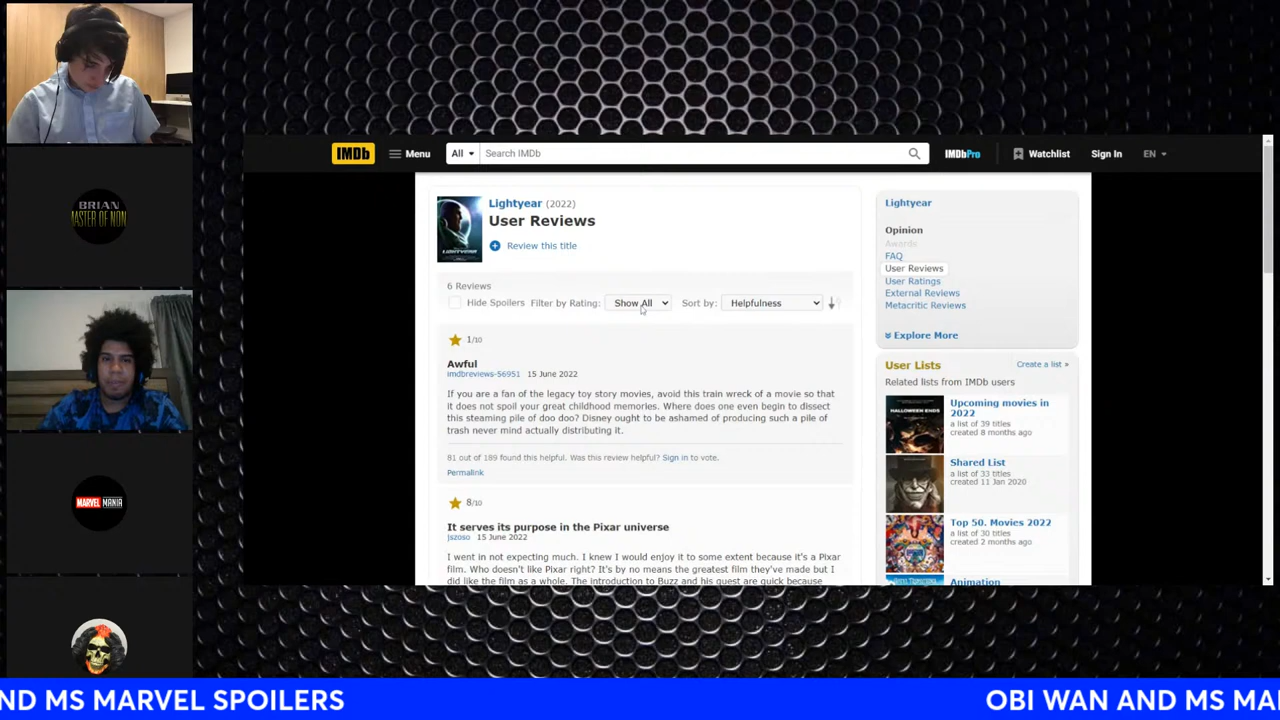 BRIAN
MASTER OF NON
MARVEL MANIA
IMDb
Menu
All
Search IMDb
IMDbPro
Watchlist
Sign In
EN
Lightyear (2022)
User Reviews
Review this title
6 Reviews
Hide Spoilers Filter by Rating: Show All Sort by: Helpfulness
1/10
Awful
imdbreviews-56951 15 June 2022
If you are a fan of the legacy toy story movies, avoid this train wreck of a movie so that
it does not spoil your great childhood memories. Where does one even begin to dissect
this steaming pile of doo doo? Disney ought to be ashamed of producing such a pile of
trash never mind actually distributing it.
81 out of 189 found this helpful. Was this review helpful? Sign in to vote.
Permalink
8/10
It serves its purpose in the Pixar universe
jszoso 15 June 2022
I went in not expecting much. I knew I would enjoy it to some extent because it's a Pixar
film. Who doesn't like Pixar right? It's by no means the greatest film they've made but I
did like the film as a whole. The introduction to Buzz and his quest are quick because
Lightyear
Opinion
Awards
FAQ
User Reviews
User Ratings
External Reviews
Metacritic Reviews
Explore More
User Lists
Create a list »
Related lists from IMDb users
Upcoming movies in
2022
a list of 39 titles
created 8 months ago
Shared List
a list of 33 titles
created 11 Jan 2020
Top 50. Movies 2022
a list of 30 titles
created 2 months ago
Animation
HALLOWEEN ENDS
LIGHTYEAR
ND MS MARVEL SPOILERS
OBI WAN AND MS MA